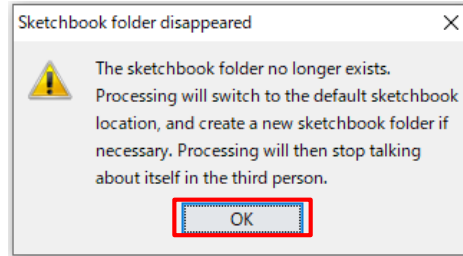 Sketchbook folder disappeared
The sketchbook folder no longer exists.
Processing will switch to the default sketchbook
location, and create a new sketchbook folder if
necessary. Processing will then stop talking
about itself in the third person.
OK